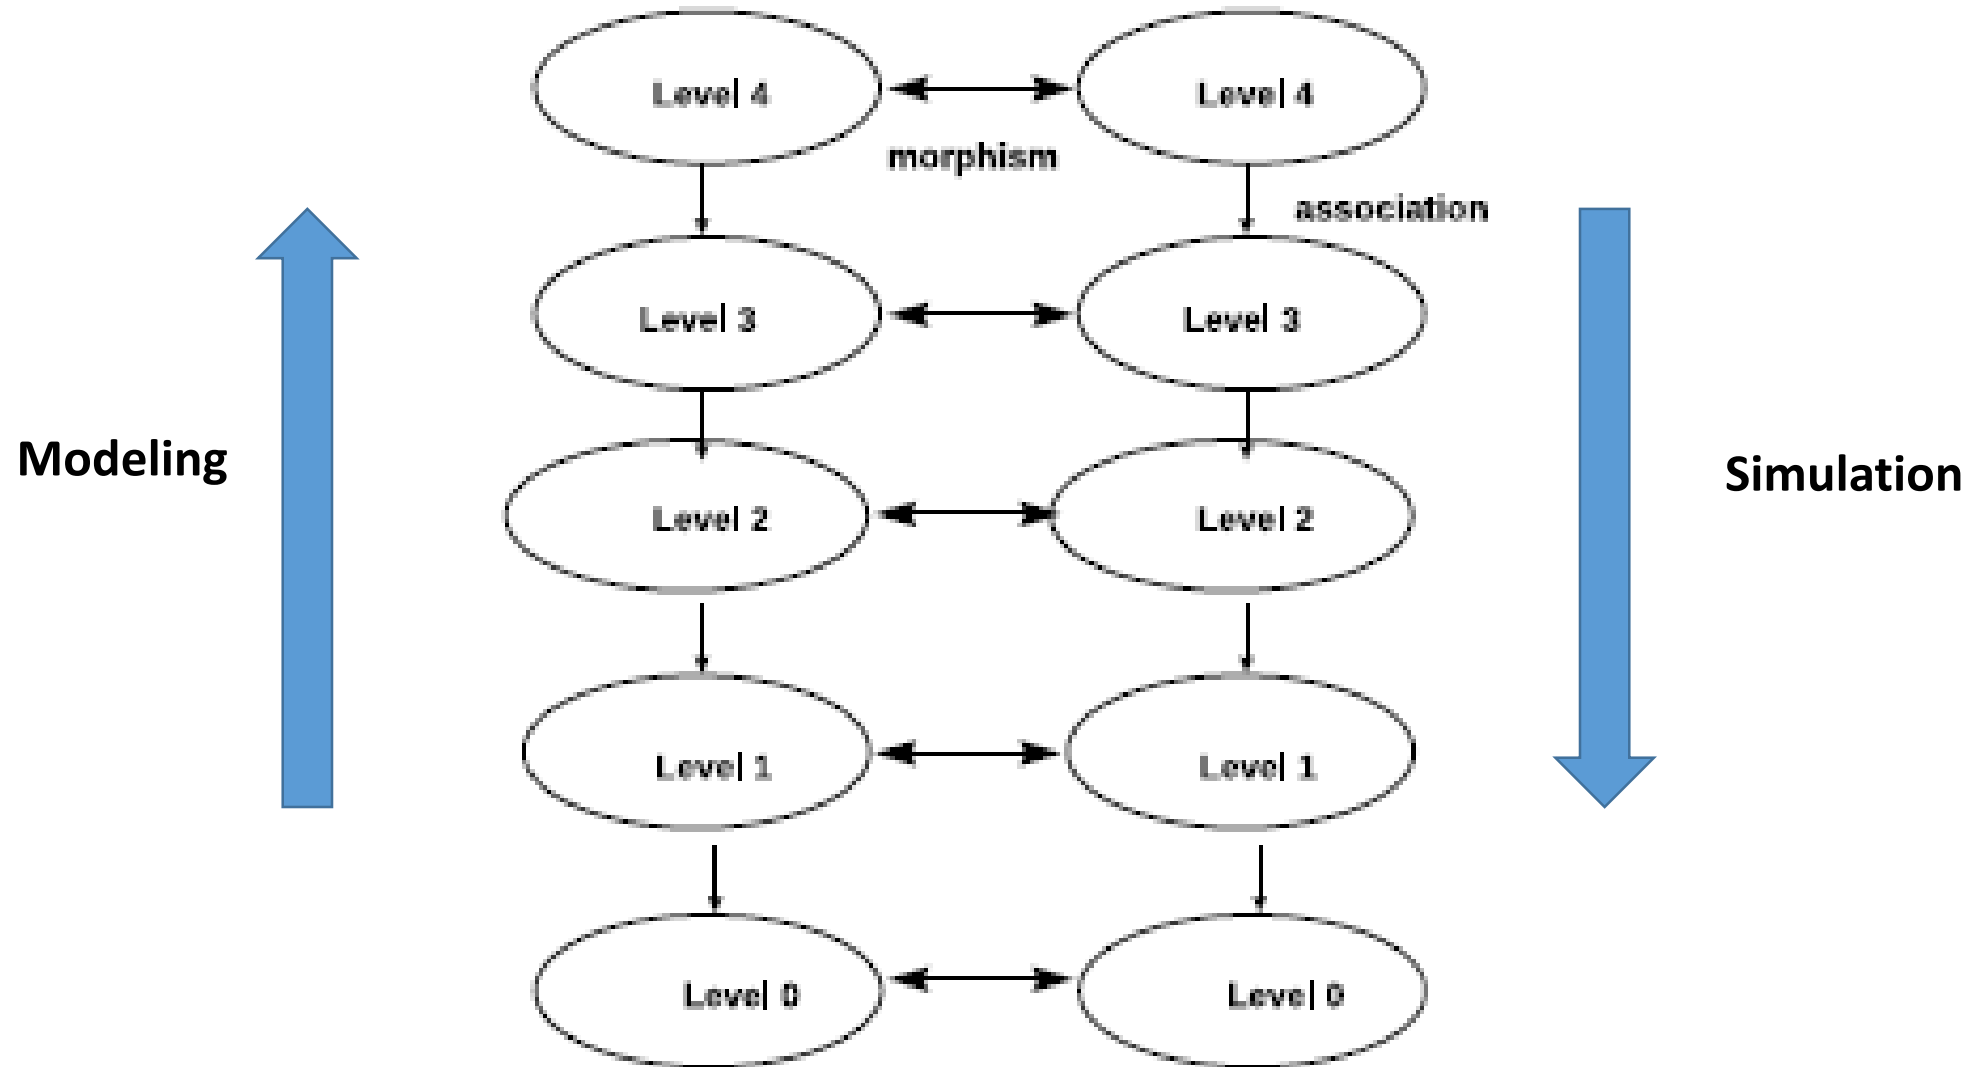 Level 4
Level 4
morphism
association
Level 3
Level 3
Modeling
Simulation
Level 2
Level 2
Level 1
Level 1
Level 0
Level 0